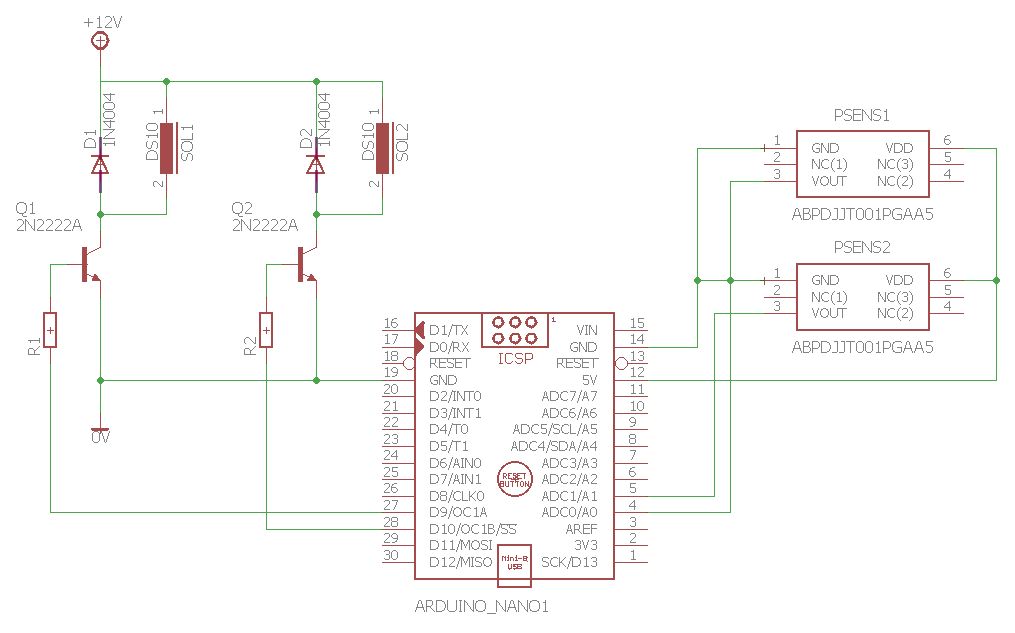 +12V
D1
1N4004
DS10
1
2
SOL1
D2
1N4004
DS10
1
2
SOL2
Q1
2N2222A
Q2
2N2222A
R1
R2
0V
PSENS1
1 GND VDD 6
2 NC(1) NC(3) 5
3 VOUT NC(2) 4
ABPDJJT001PGAA5
PSENS2
1 GND VDD 6
2 NC(1) NC(3) 5
3 VOUT NC(2) 4
ABPDJJT001PGAA5
1
ICSP
16 D1/TX VIN 15
17 D0/RX GND 14
18 RESET RESET 13
19 GND 5V 12
20 D2/INT0 ADC7/A7 11
21 D3/INT1 ADC6/A6 10
22 D4/T0 ADC5/SCL/A5 9
23 D5/T1 ADC4/SDA/A4 8
24 D6/AIN0 ADC3/A3 7
25 D7/AIN1 ADC2/A2 6
26 D8/CLK0 ADC1/A1 5
27 D9/OC1A ADC0/A0 4
28 D10/OC1B/SS AREF 3
29 D11/MOSI 3V3 2
30 D12/MISO SCK/D13 1
RESET
BUTTON
Mini-B
USB
ARDUINO_NANO1